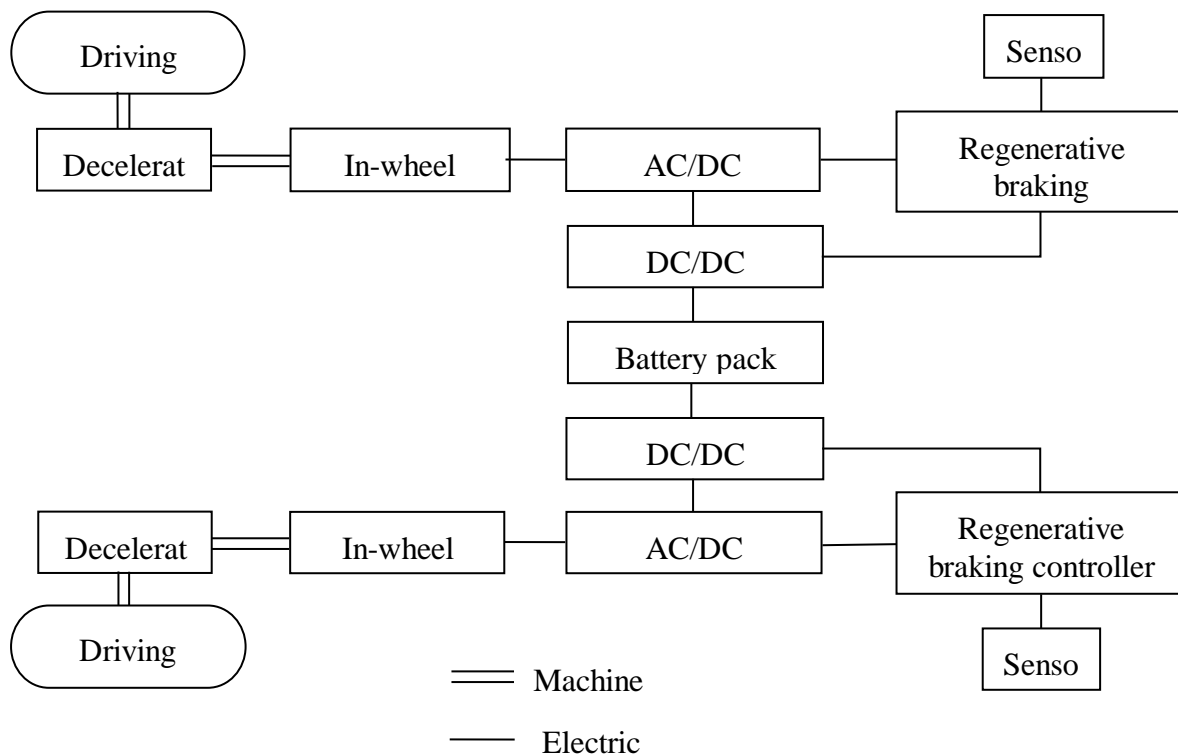 Driving
Senso
Decelerat
In-wheel
AC/DC
Regenerative
braking
DC/DC
Battery pack
DC/DC
Decelerat
In-wheel
AC/DC
Regenerative
braking controller
Driving
Senso
Machine
Electric